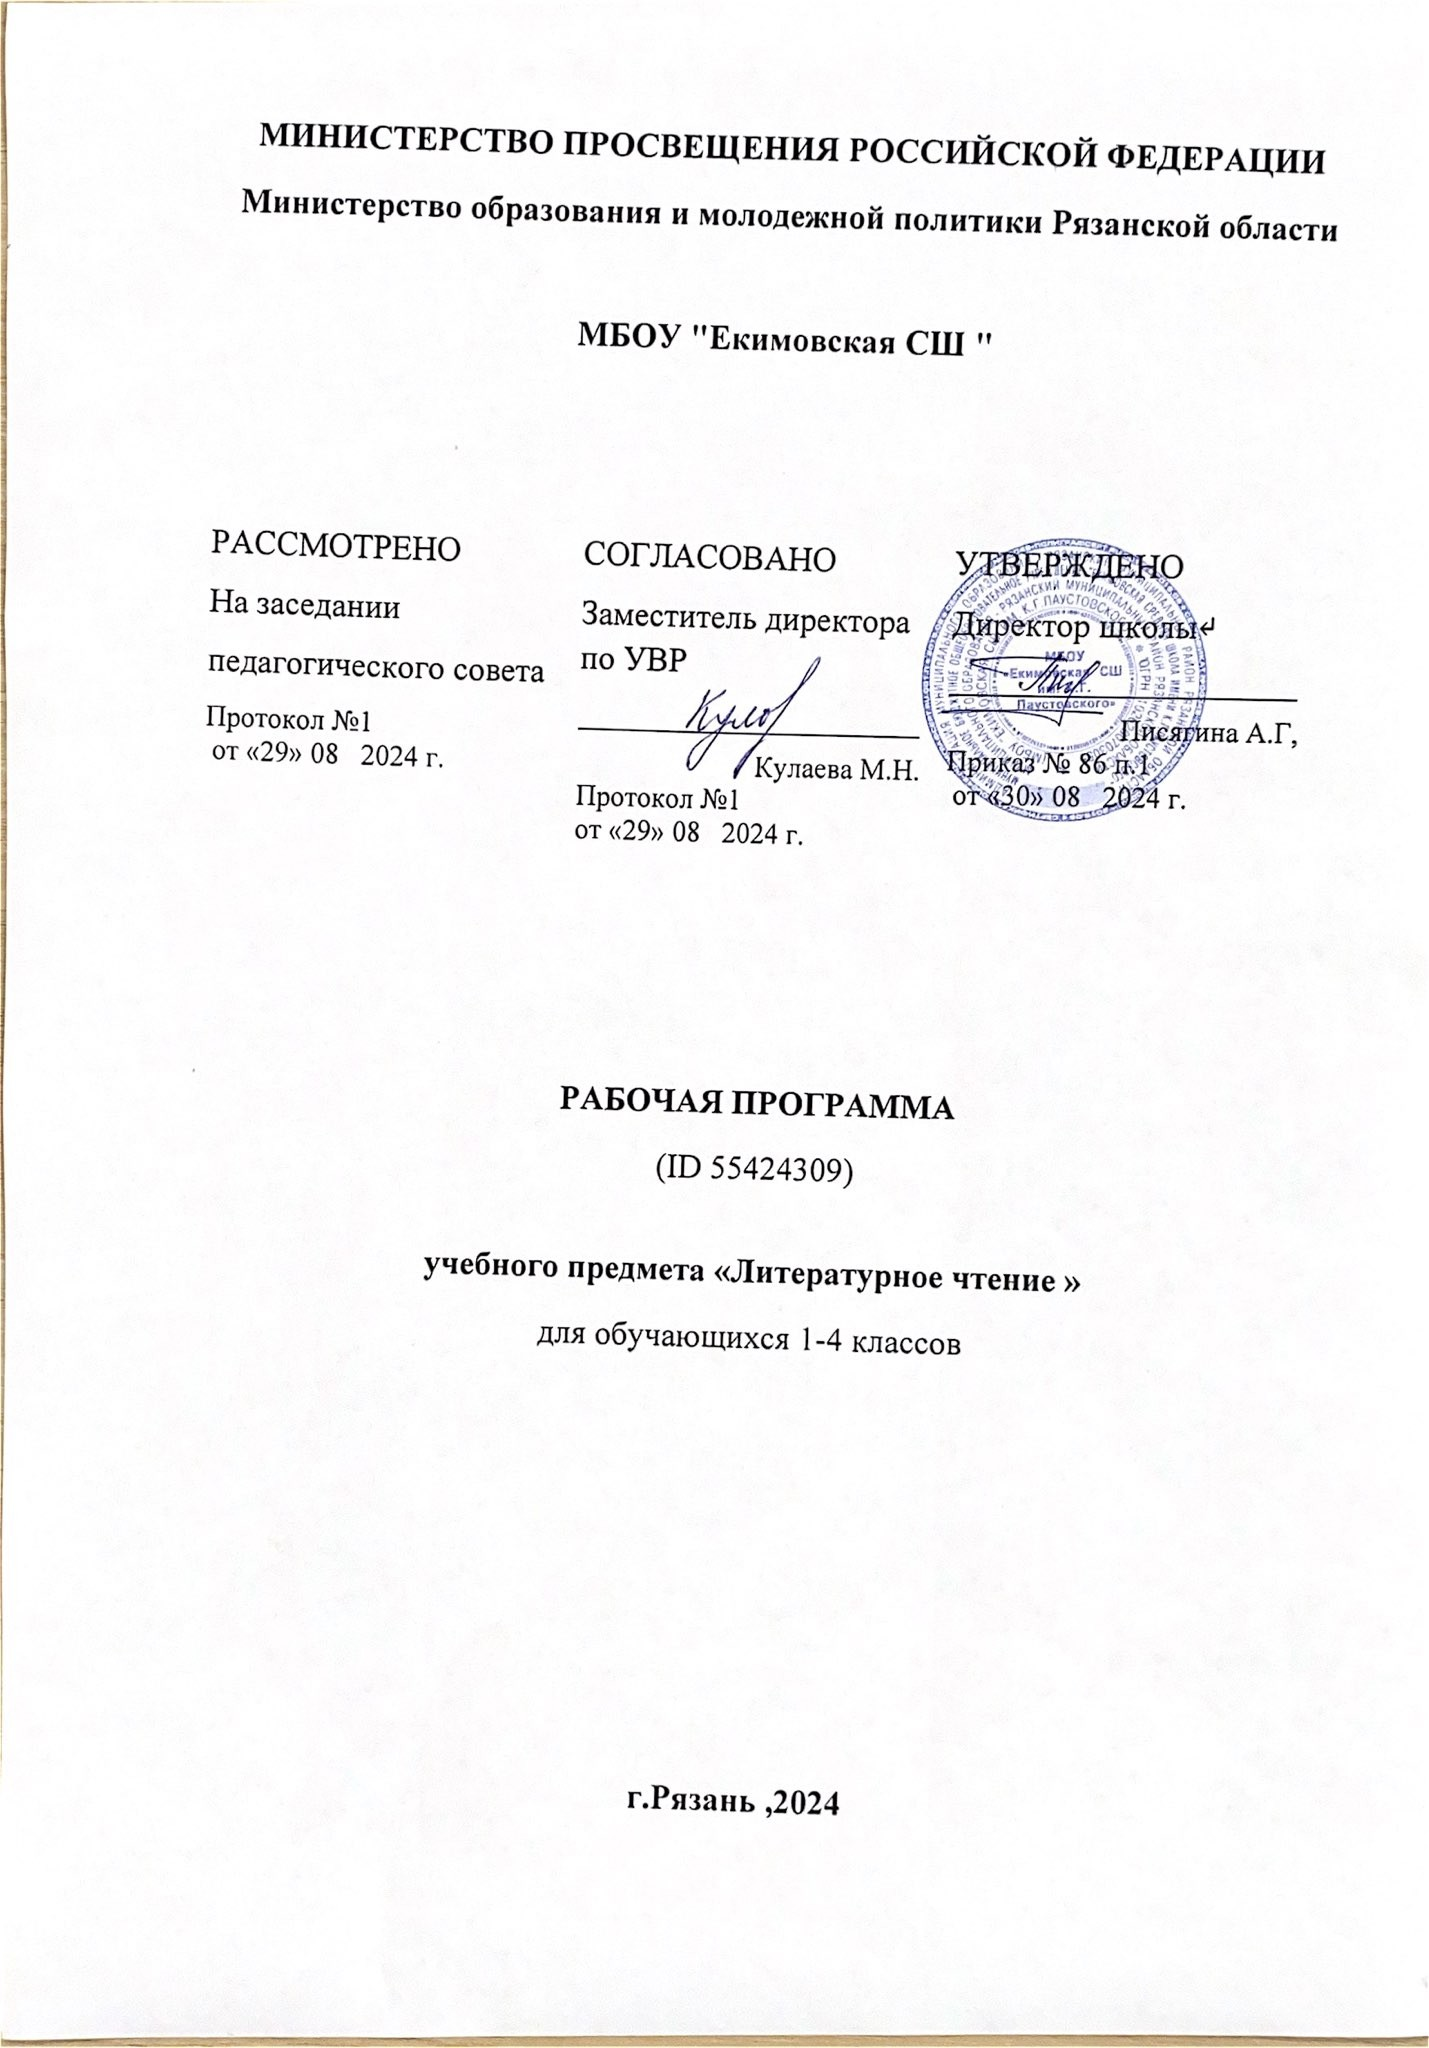 МИНИСТЕРСТВО ПРОСВЕЩЕНИЯ РОССИЙСКОЙ ФЕДЕРАЦИИ
Министерство образования и молодежной политики Рязанской области
МБОУ "Екимовская СШ "
РАССМОТРЕНО
На заседании
педагогического совета
Протокол №1
от «29» 08 2024 г.
СОГЛАСОВАНО
Заместитель директора
по УВР
Кулаева М.Н.
Протокол №1
от «29» 08 2024 г.
УТВЕРЖДЕНО
Директор школы↵
МБОУ
«Екимовская СШ
им. К.Г.
Паустовского»
Писягина А.Г,
Приказ № 86 п.1
от «30» 08 2024 г.
РАБОЧАЯ ПРОГРАММА
(ID 55424309)
учебного предмета «Литературное чтение »
для обучающихся 1-4 классов
г.Рязань ,2024